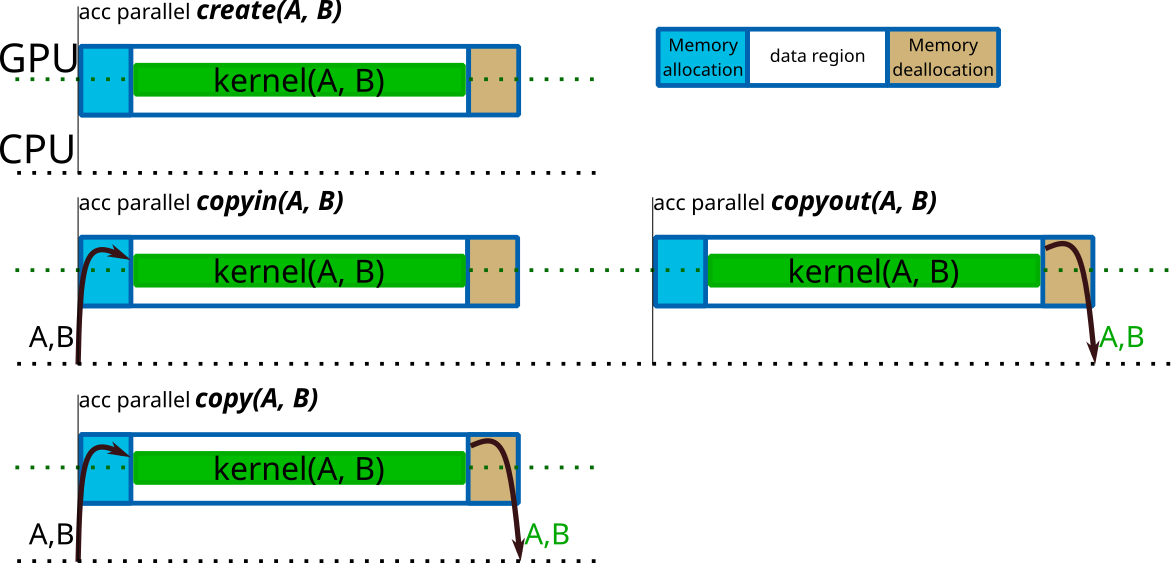 acc parallel create(A, B)
GPU
kernel(A, B)
CPU
Memory
allocation
data region
Memory
deallocation
acc parallel copyin(A, B)
kernel(A, B)
A,B
acc parallel copyout(A, B)
kernel(A, B)
A,B
acc parallel copy(A, B)
kernel(A, B)
A,B
A,B